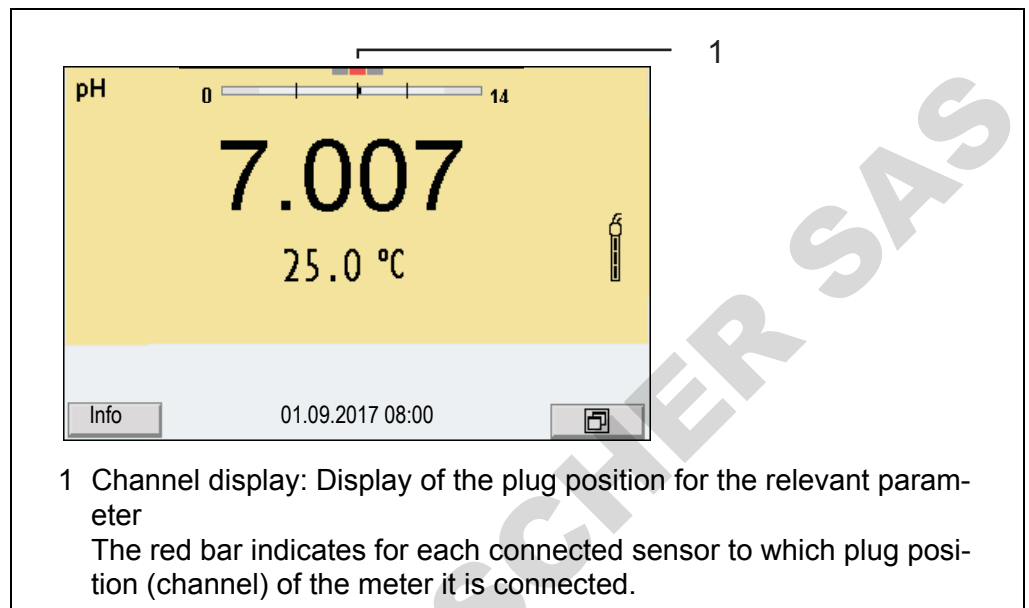 1
pH
0 14
7.007
25.0 °C
Info 01.09.2017 08:00
1 Channel display: Display of the plug position for the relevant param-
eter
The red bar indicates for each connected sensor to which plug posi-
tion (channel) of the meter it is connected.
SCHER SAS